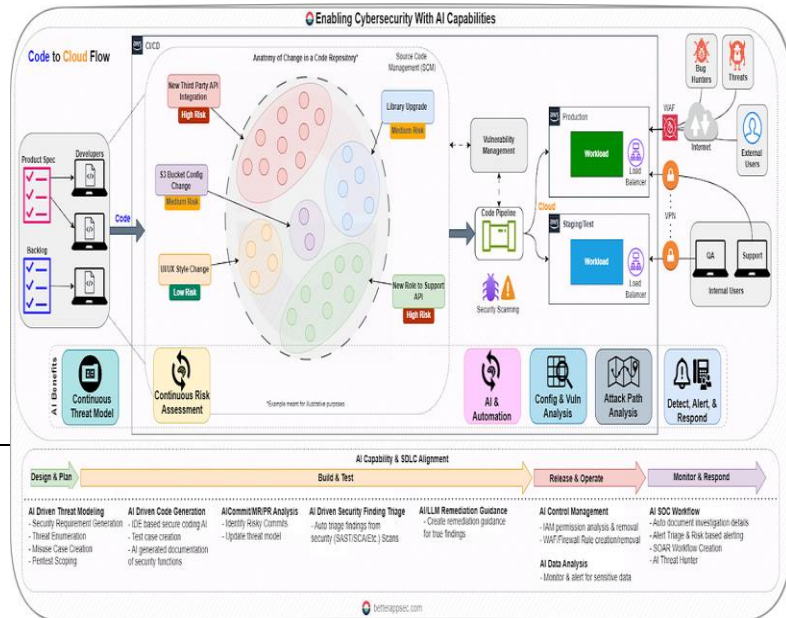 Enabling Cybersecurity With AI Capabilities
Code to Cloud Flow
aws CI/CD
Anatomy of Change in a Code Repository*
Source Code
Management (SCM)
New Third Party API
Integration
High Risk
Library Upgrade
Medium Risk
S3 Bucket Config
Change
Medium Risk
UI/UX Style Change
Low Risk
New Role to Support
API
High Risk
*Example meant for illustrative purposes
Product Spec
Developers
Backlog
Code
Vulnerability
Management
Code Pipeline
Cloud
Security Scanning
aws Production
Workload
Load
Balancer
aws Staging/Test
Workload
Load
Balancer
WAF
Bug
Hunters
Threats
Internet
External
Users
VPN
QA
Support
Internal Users
AI Benefits
Continuous
Threat Model
Continuous Risk
Assessment
AI &
Automation
Config & Vuln
Analysis
Attack Path
Analysis
Detect, Alert, &
Respond
AI Capability & SDLC Alignment
Design & Plan
Build & Test
Release & Operate
Monitor & Respond
AI Driven Threat Modeling
- Security Requirement Generation
- Threat Enumeration
- Misuse Case Creation
- Pentest Scoping
AI Driven Code Generation
- IDE based secure coding AI
- Test case creation
- AI generated documentation
of security functions
AICommit/MR/PR Analysis
- Identify Risky Commits
- Update threat model
AI Driven Security Finding Triage
- Auto triage findings from
security (SAST/SCA/Etc.) Scans
AI/LLM Remediation Guidance
- Create remediation guidance
for true findings
AI Control Management
- IAM permission analysis & removal
- WAF/Firewall Rule creation/removal
AI Data Analysis
- Monitor & alert for sensitive data
AI SOC Workflow
- Auto document investigation details
- Alert Triage & Risk based alerting
- SOAR Workflow Creation
- AI Threat Hunter
betterappsec.com